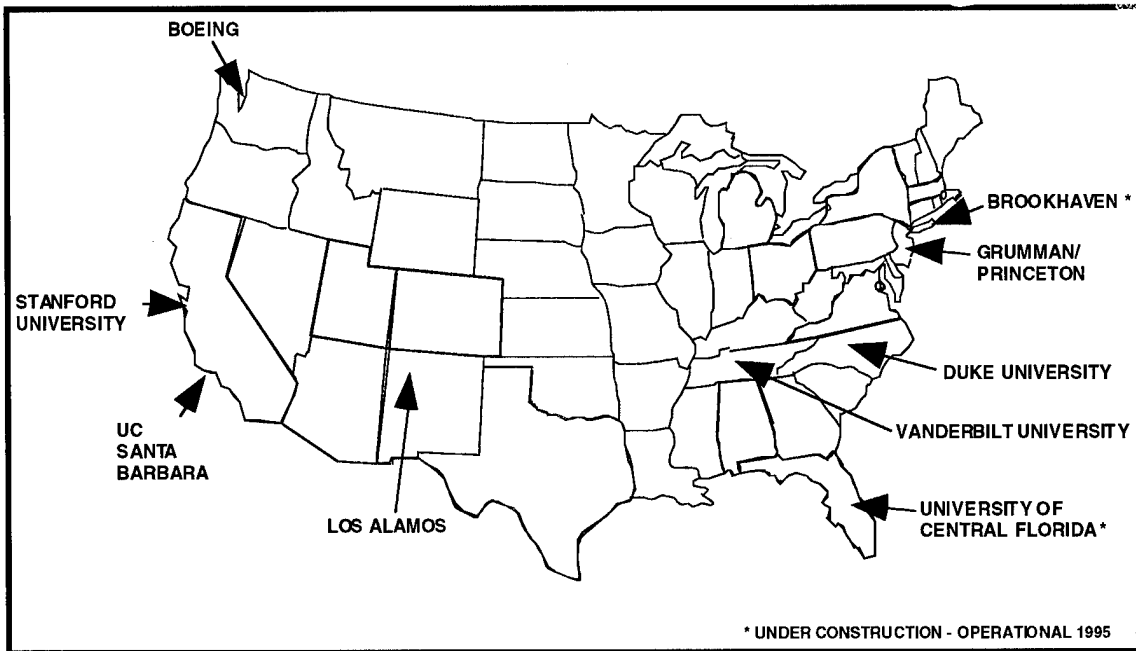 BOEING
BROOKHAVEN *
GRUMMAN/
PRINCETON
STANFORD
UNIVERSITY
DUKE UNIVERSITY
UC
SANTA
BARBARA
VANDERBILT UNIVERSITY
LOS ALAMOS
UNIVERSITY OF
CENTRAL FLORIDA *
* UNDER CONSTRUCTION - OPERATIONAL 1995